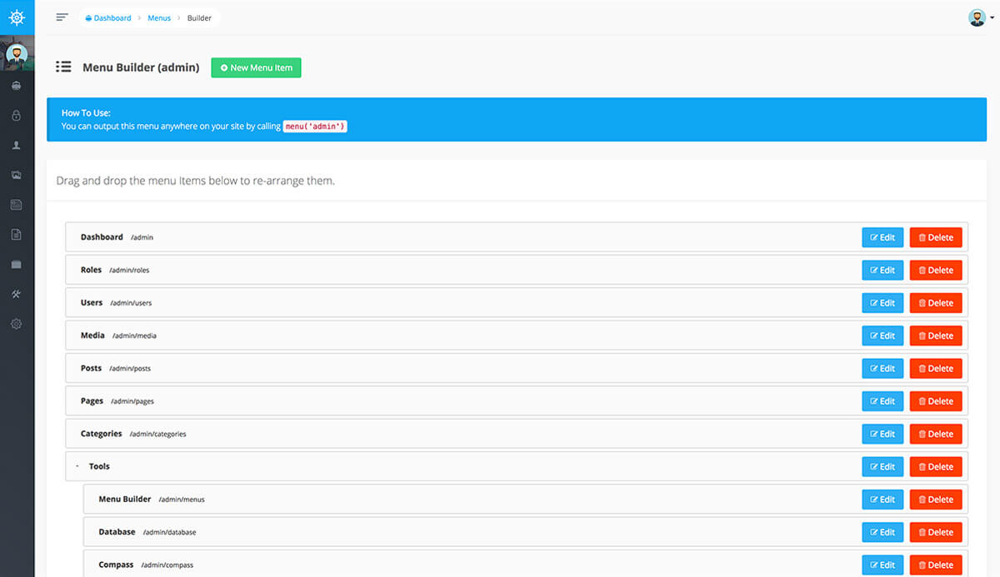 Dashboard > Menus > Builder
Menu Builder (admin) New Menu Item
How To Use:
You can output this menu anywhere on your site by calling menu('admin')
Drag and drop the menu Items below to re-arrange them.
Dashboard /admin Edit Delete
Roles /admin/roles Edit Delete
Users /admin/users Edit Delete
Media /admin/media Edit Delete
Posts /admin/posts Edit Delete
Pages /admin/pages Edit Delete
Categories /admin/categories Edit Delete
- Tools Edit Delete
Menu Builder /admin/menus Edit Delete
Database /admin/database Edit Delete
Compass /admin/compass Edit Delete